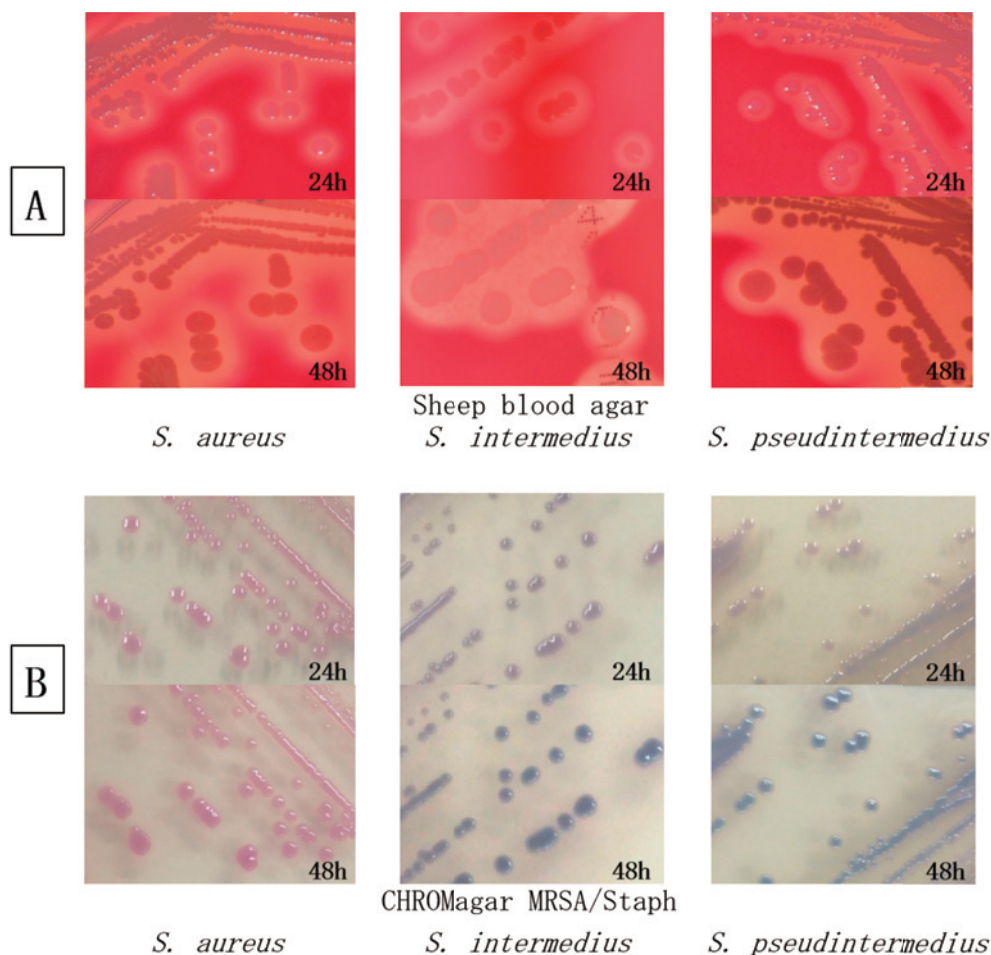 A
24h 24h 24h
48h 48h 48h
Sheep blood agar
S. aureus S. intermedius S. pseudintermedius
B
24h 24h 24h
48h 48h 48h
CHROMagar MRSA/Staph
S. aureus S. intermedius S. pseudintermedius